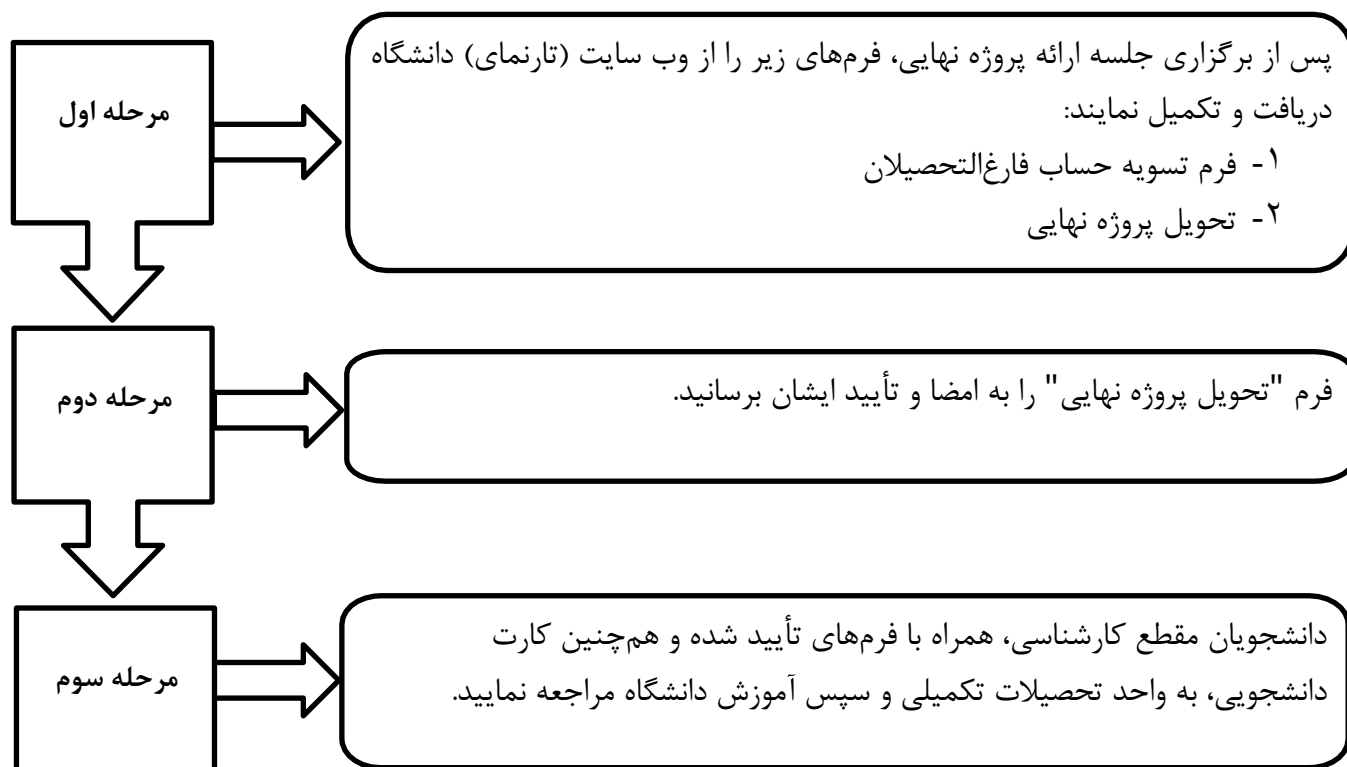 مرحله اول
پس از برگزاری جلسه ارائه پروژه نهایی، فرم‌های زیر را از وب سایت (تارنمای) دانشگاه
دریافت و تکمیل نمایند:
۱- فرم تسویه حساب فارغ‌التحصیلان
۲- تحویل پروژه نهایی
مرحله دوم
فرم "تحویل پروژه نهایی" را به امضا و تأیید ایشان برسانید.
مرحله سوم
دانشجویان مقطع کارشناسی، همراه با فرم‌های تأیید شده و هم‌چنین کارت
دانشجویی، به واحد تحصیلات تکمیلی و سپس آموزش دانشگاه مراجعه نمایید.